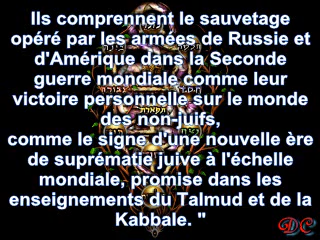 Ils comprennent le sauvetage
opéré par les armées de Russie et
d'Amérique dans la Seconde
guerre mondiale comme leur
victoire personnelle sur le monde
des non-juifs,
comme le signe d'une nouvelle ère
de suprématie juive à l'échelle
mondiale, promise dans les
enseignements du Talmud et de la
Kabbale. "
DC